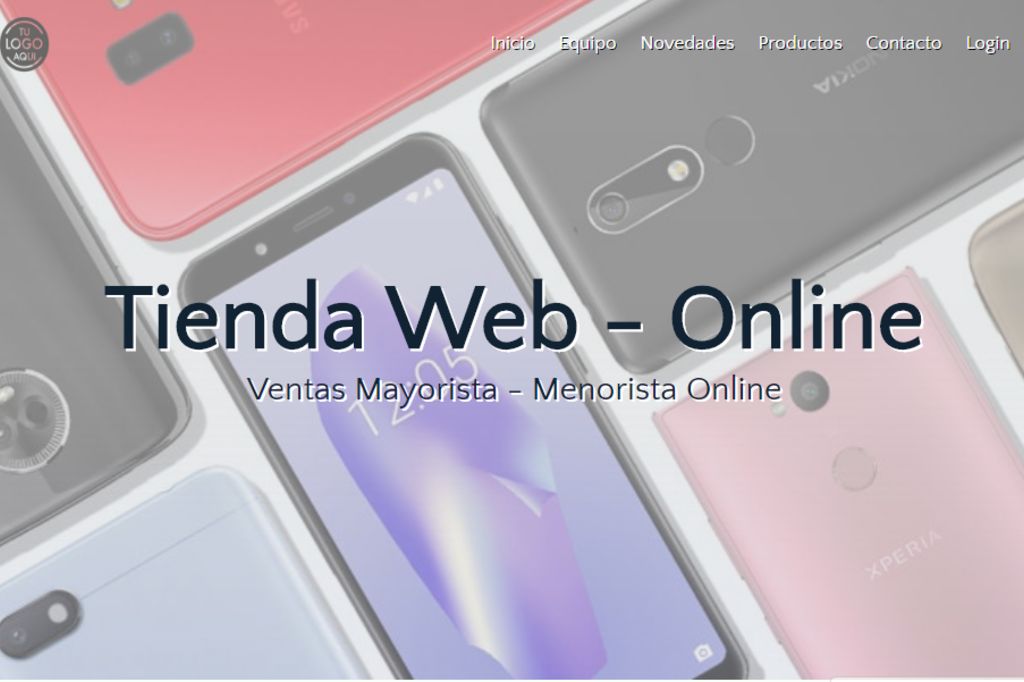 TU
LOGO
AQUI
Inicio Equipo Novedades Productos Contacto Login
NOKIA
Tienda Web - Online
Ventas Mayorista - Menorista Online
12:05
XPERIA